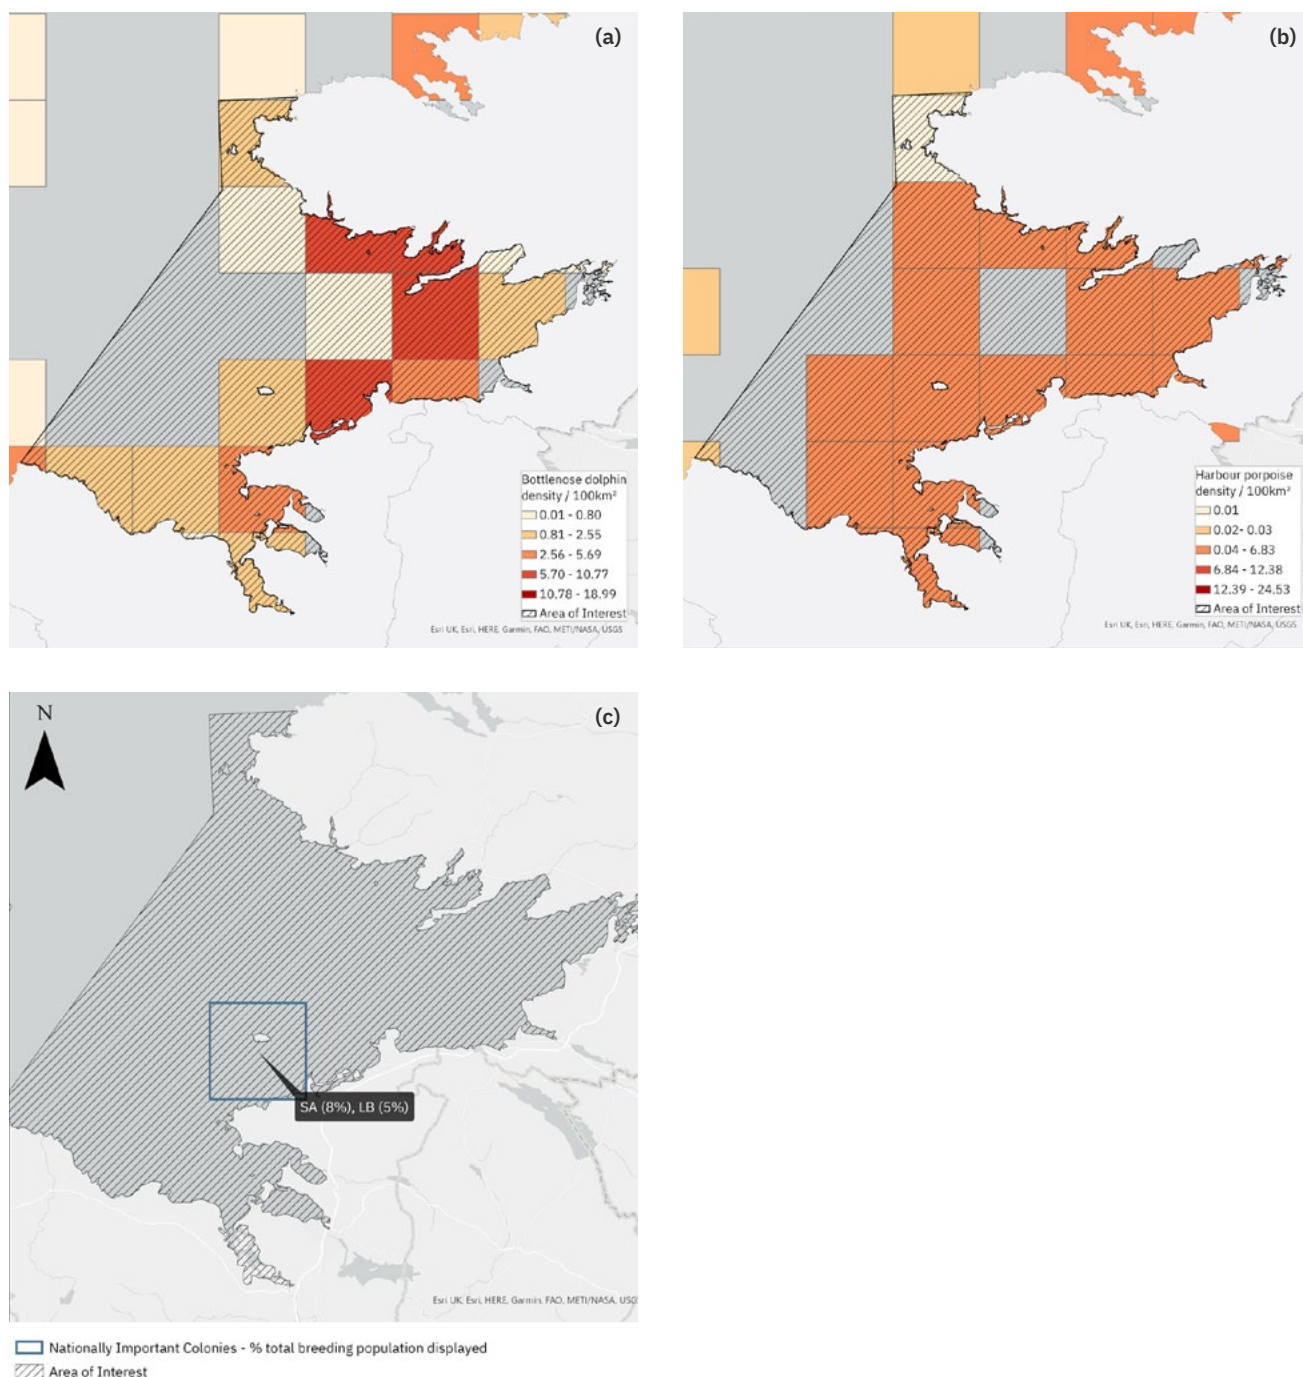 (a)
Bottlenose dolphin
density / 100km²
0.01 - 0.80
0.81 - 2.55
2.56 - 5.69
5.70 - 10.77
10.78 - 18.99
Area of Interest
Esri UK, Esri, HERE, Garmin, FAO, METI/NASA, USGS
(b)
Harbour porpoise
density / 100km²
0.01
0.02- 0.03
0.04 - 6.83
6.84 - 12.38
12.39 - 24.53
Area of Interest
Esri UK, Esri, HERE, Garmin, FAO, METI/NASA, USGS
N
(c)
SA (8%), LB (5%)
Esri UK, Esri, HERE, Garmin, FAO, METI/NASA, USG
Nationally Important Colonies - % total breeding population displayed
Area of Interest